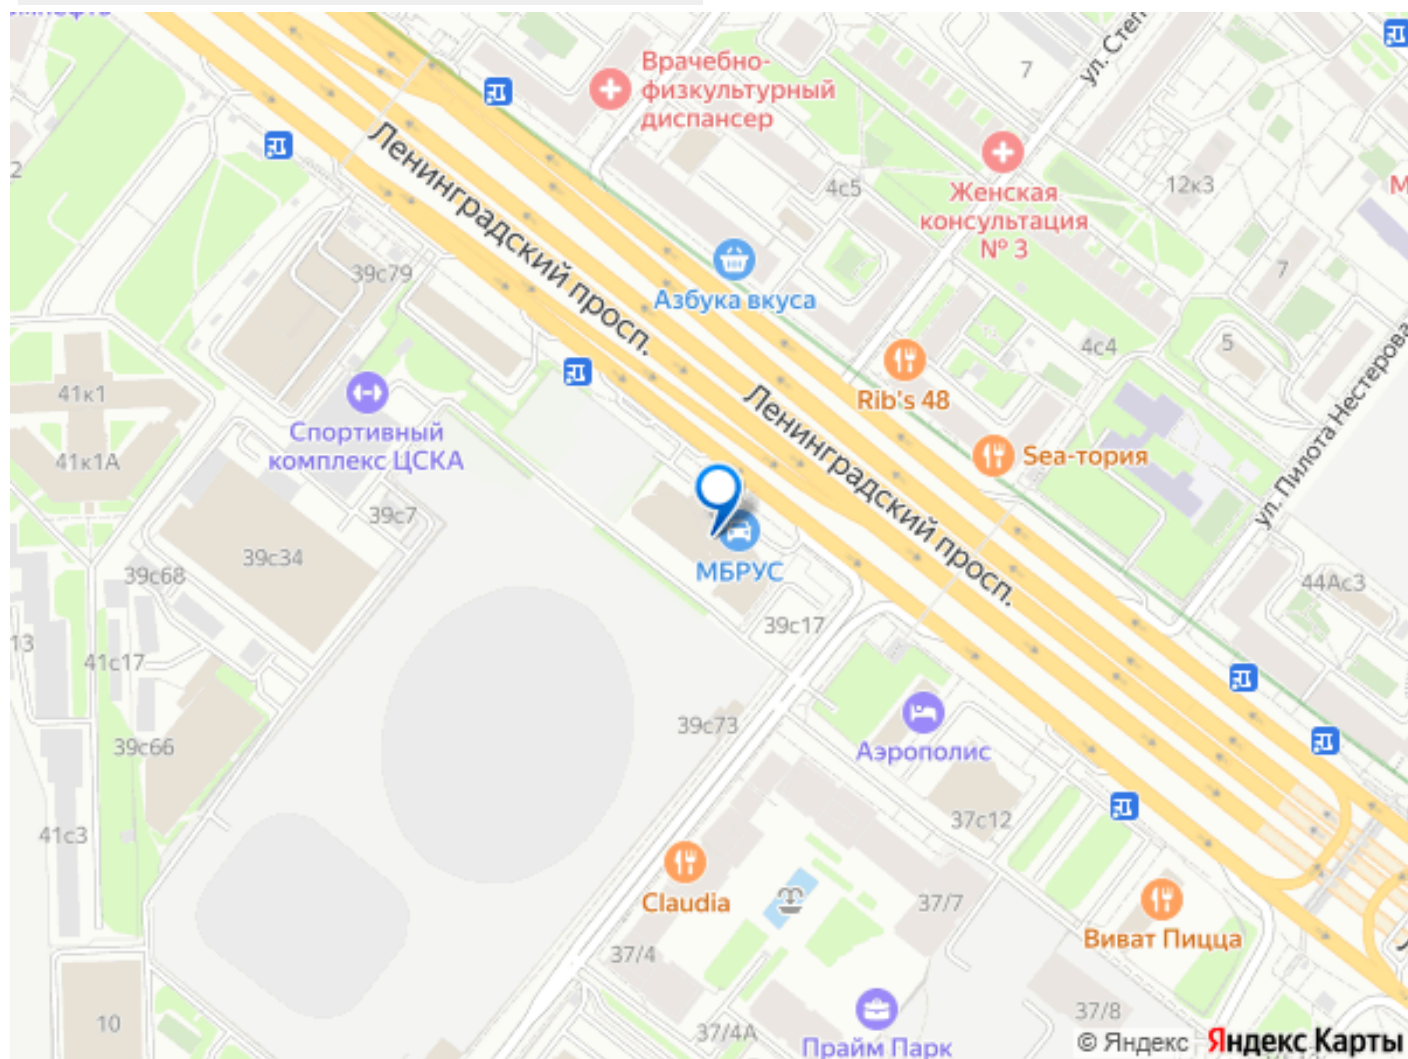 Врачебно-
физкультурный
диспансер
7
ул. Степ
Ленинградский просп.
Женская
консультация
№ 3
4с5
12к3
2
39с79
Азбука вкуса
7
4с4
5
Rib's 48
41к1
41к1А
Спортивный
комплекс ЦСКА
Ленинградский просп.
Sea-тория
ул. Пилота Нестерова
39с7
39с34
39с68
МБРУС
44Ас3
39с17
13
41с17
39с66
39с73
Аэрополис
37с12
41с3
Claudia
37/7
Виват Пицца
37/4
10
37/4А
Прайм Парк
37/8
© Яндекс
Яндекс Карты